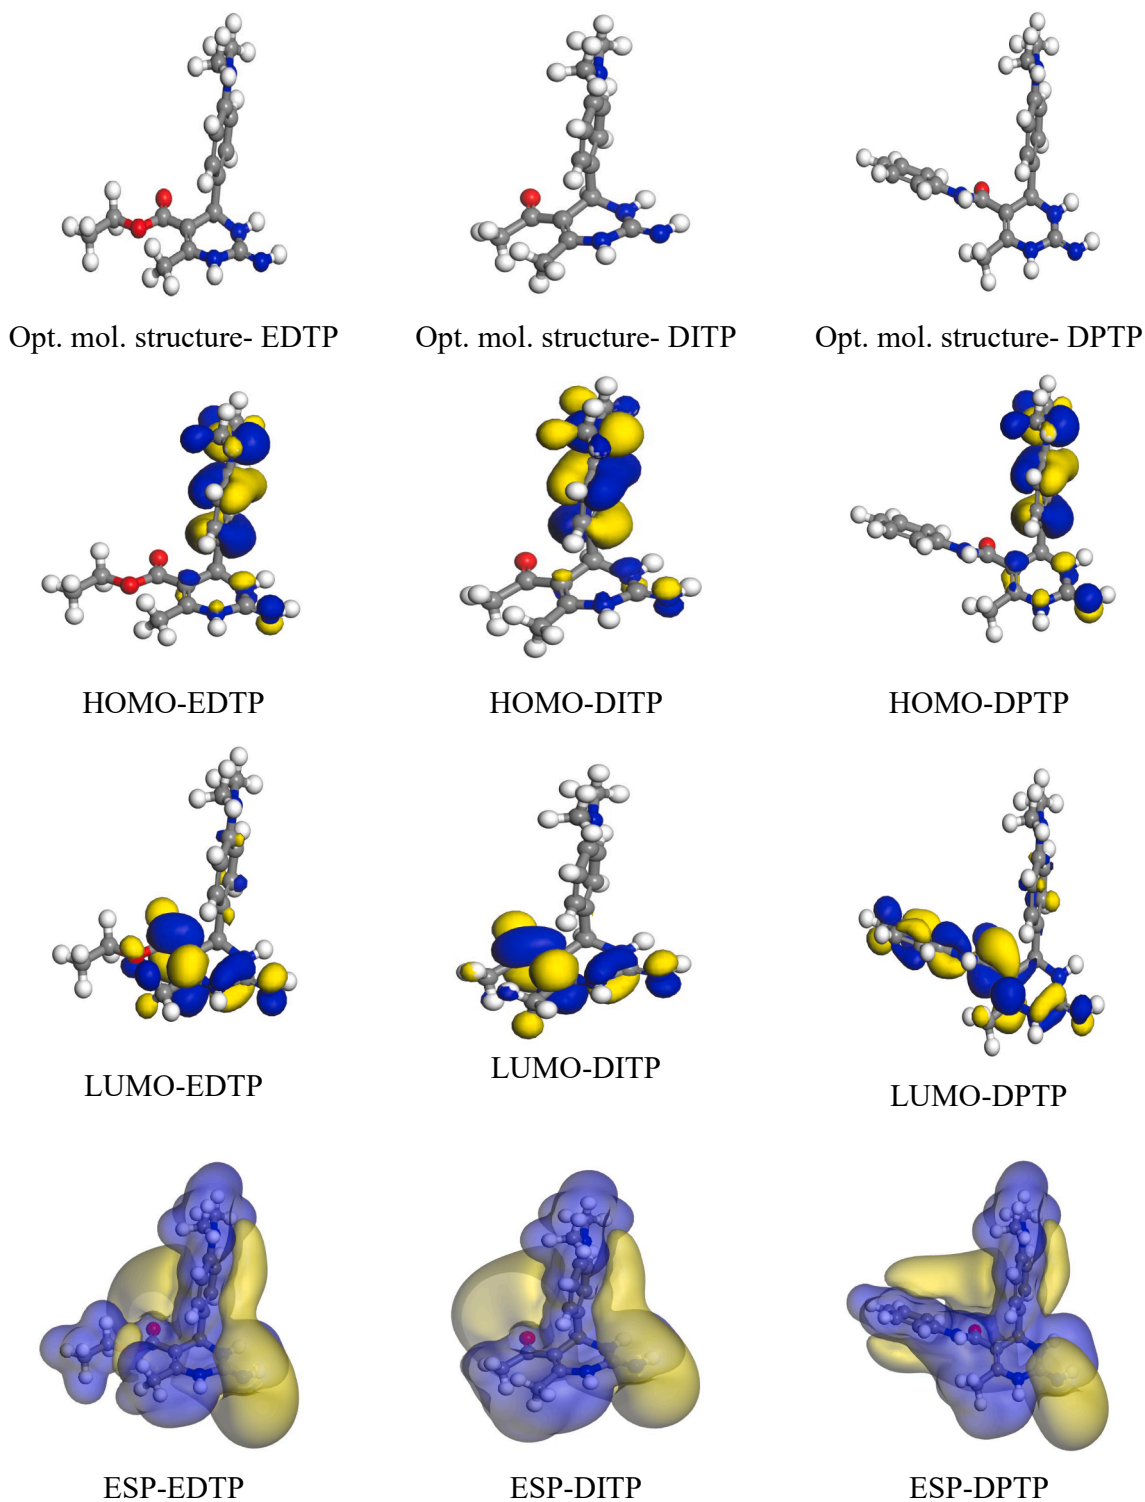 Opt. mol. structure- EDTP
Opt. mol. structure- DITP
Opt. mol. structure- DPTP
HOMO-EDTP
HOMO-DITP
HOMO-DPTP
LUMO-EDTP
LUMO-DITP
LUMO-DPTP
ESP-EDTP
ESP-DITP
ESP-DPTP